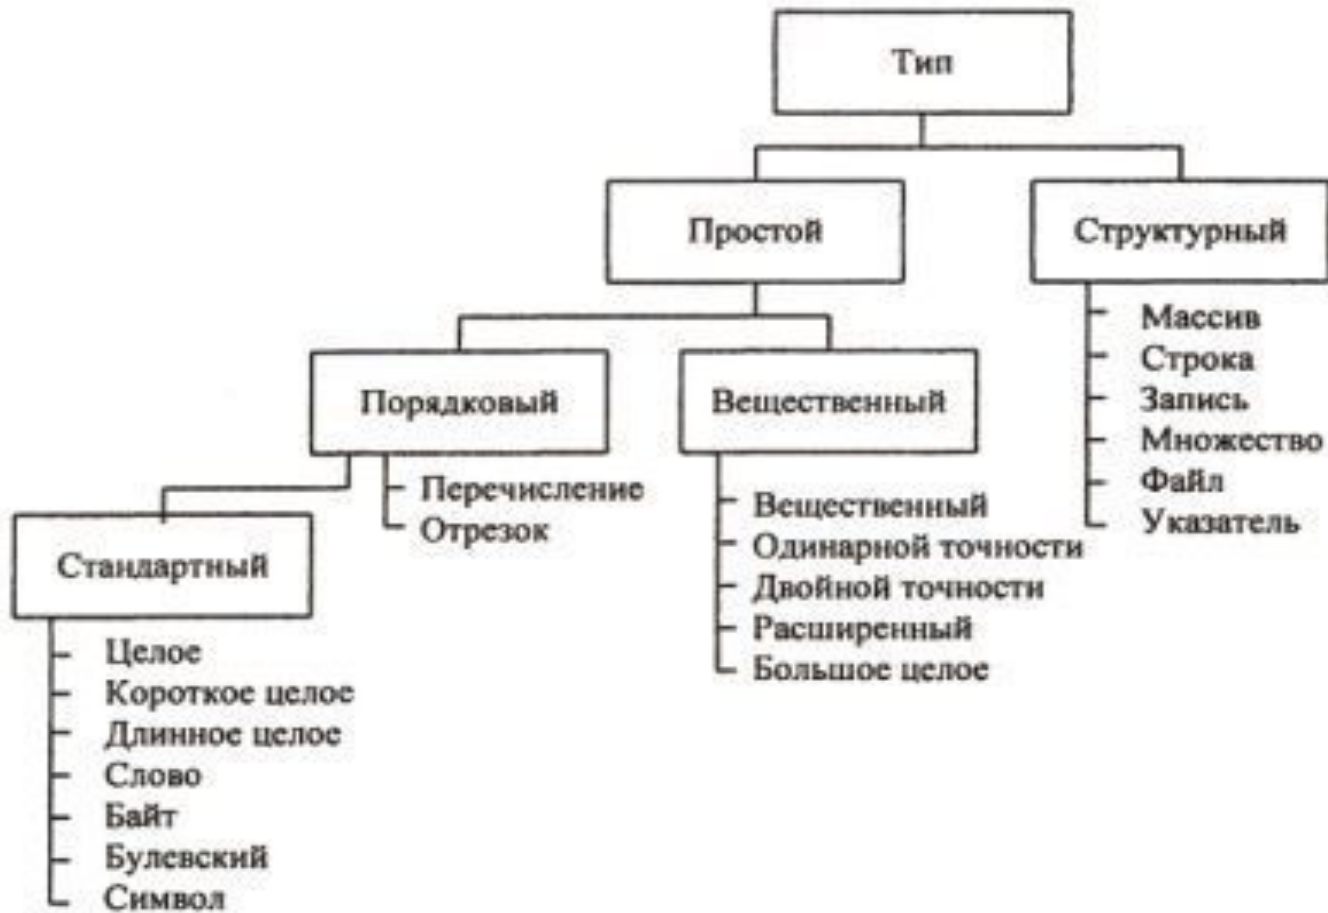 Тип
Простой
Структурный
Массив
Строка
Запись
Множество
Файл
Указатель
Порядковый
Вещественный
Перечисление
Отрезок
Вещественный
Одинарной точности
Двойной точности
Расширенный
Большое целое
Стандартный
Целое
Короткое целое
Длинное целое
Слово
Байт
Булевский
Символ